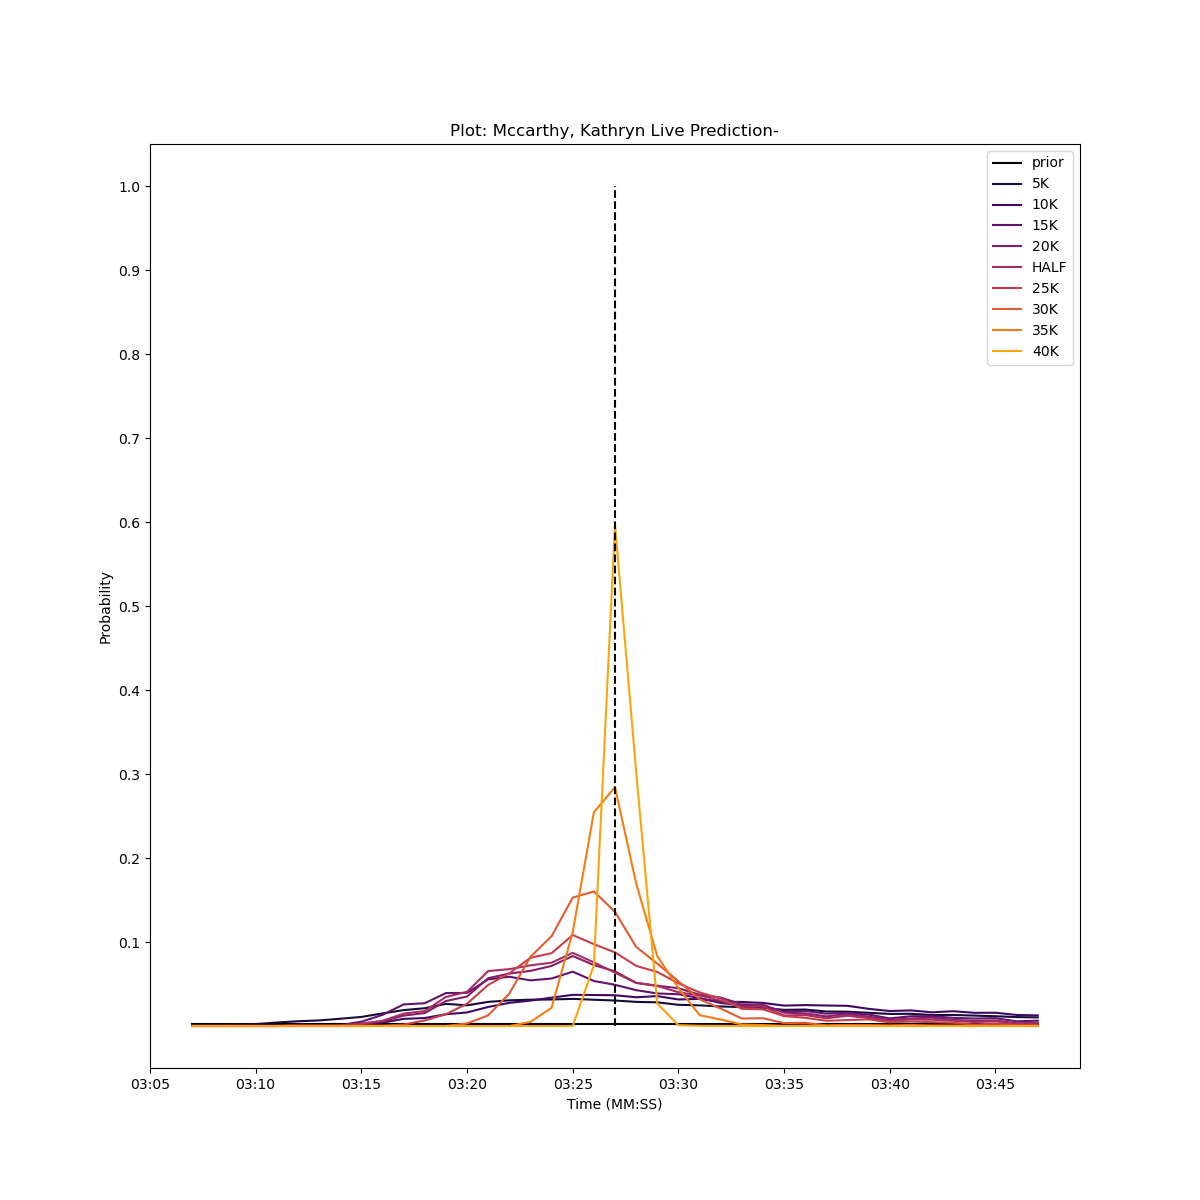 Plot: Mccarthy, Kathryn Live Prediction-
prior
5K
10K
15K
20K
HALF
25K
30K
35K
40K
1.0
0.9
0.8
0.7
0.6
0.5
0.4
0.3
0.2
0.1
Probability
03:05 03:10 03:15 03:20 03:25 03:30 03:35 03:40 03:45
Time (MM:SS)